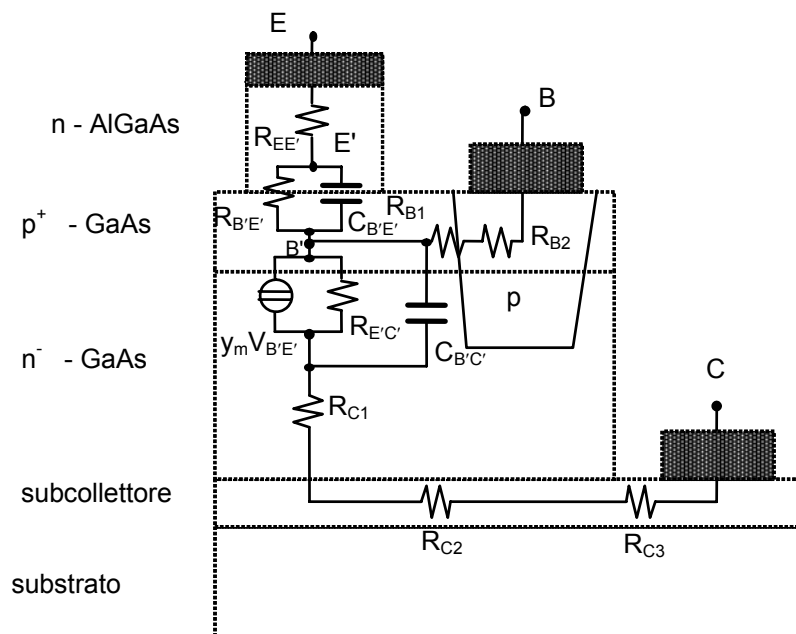 E
B
n - AlGaAs
R_EE'
E'
p⁺ - GaAs
R_B'E'
C_B'E'
R_B1
R_B2
B'
p
y_mV_B'E'
R_E'C'
C_B'C'
n⁻ - GaAs
C
R_C1
subcollettore
R_C2
R_C3
substrato